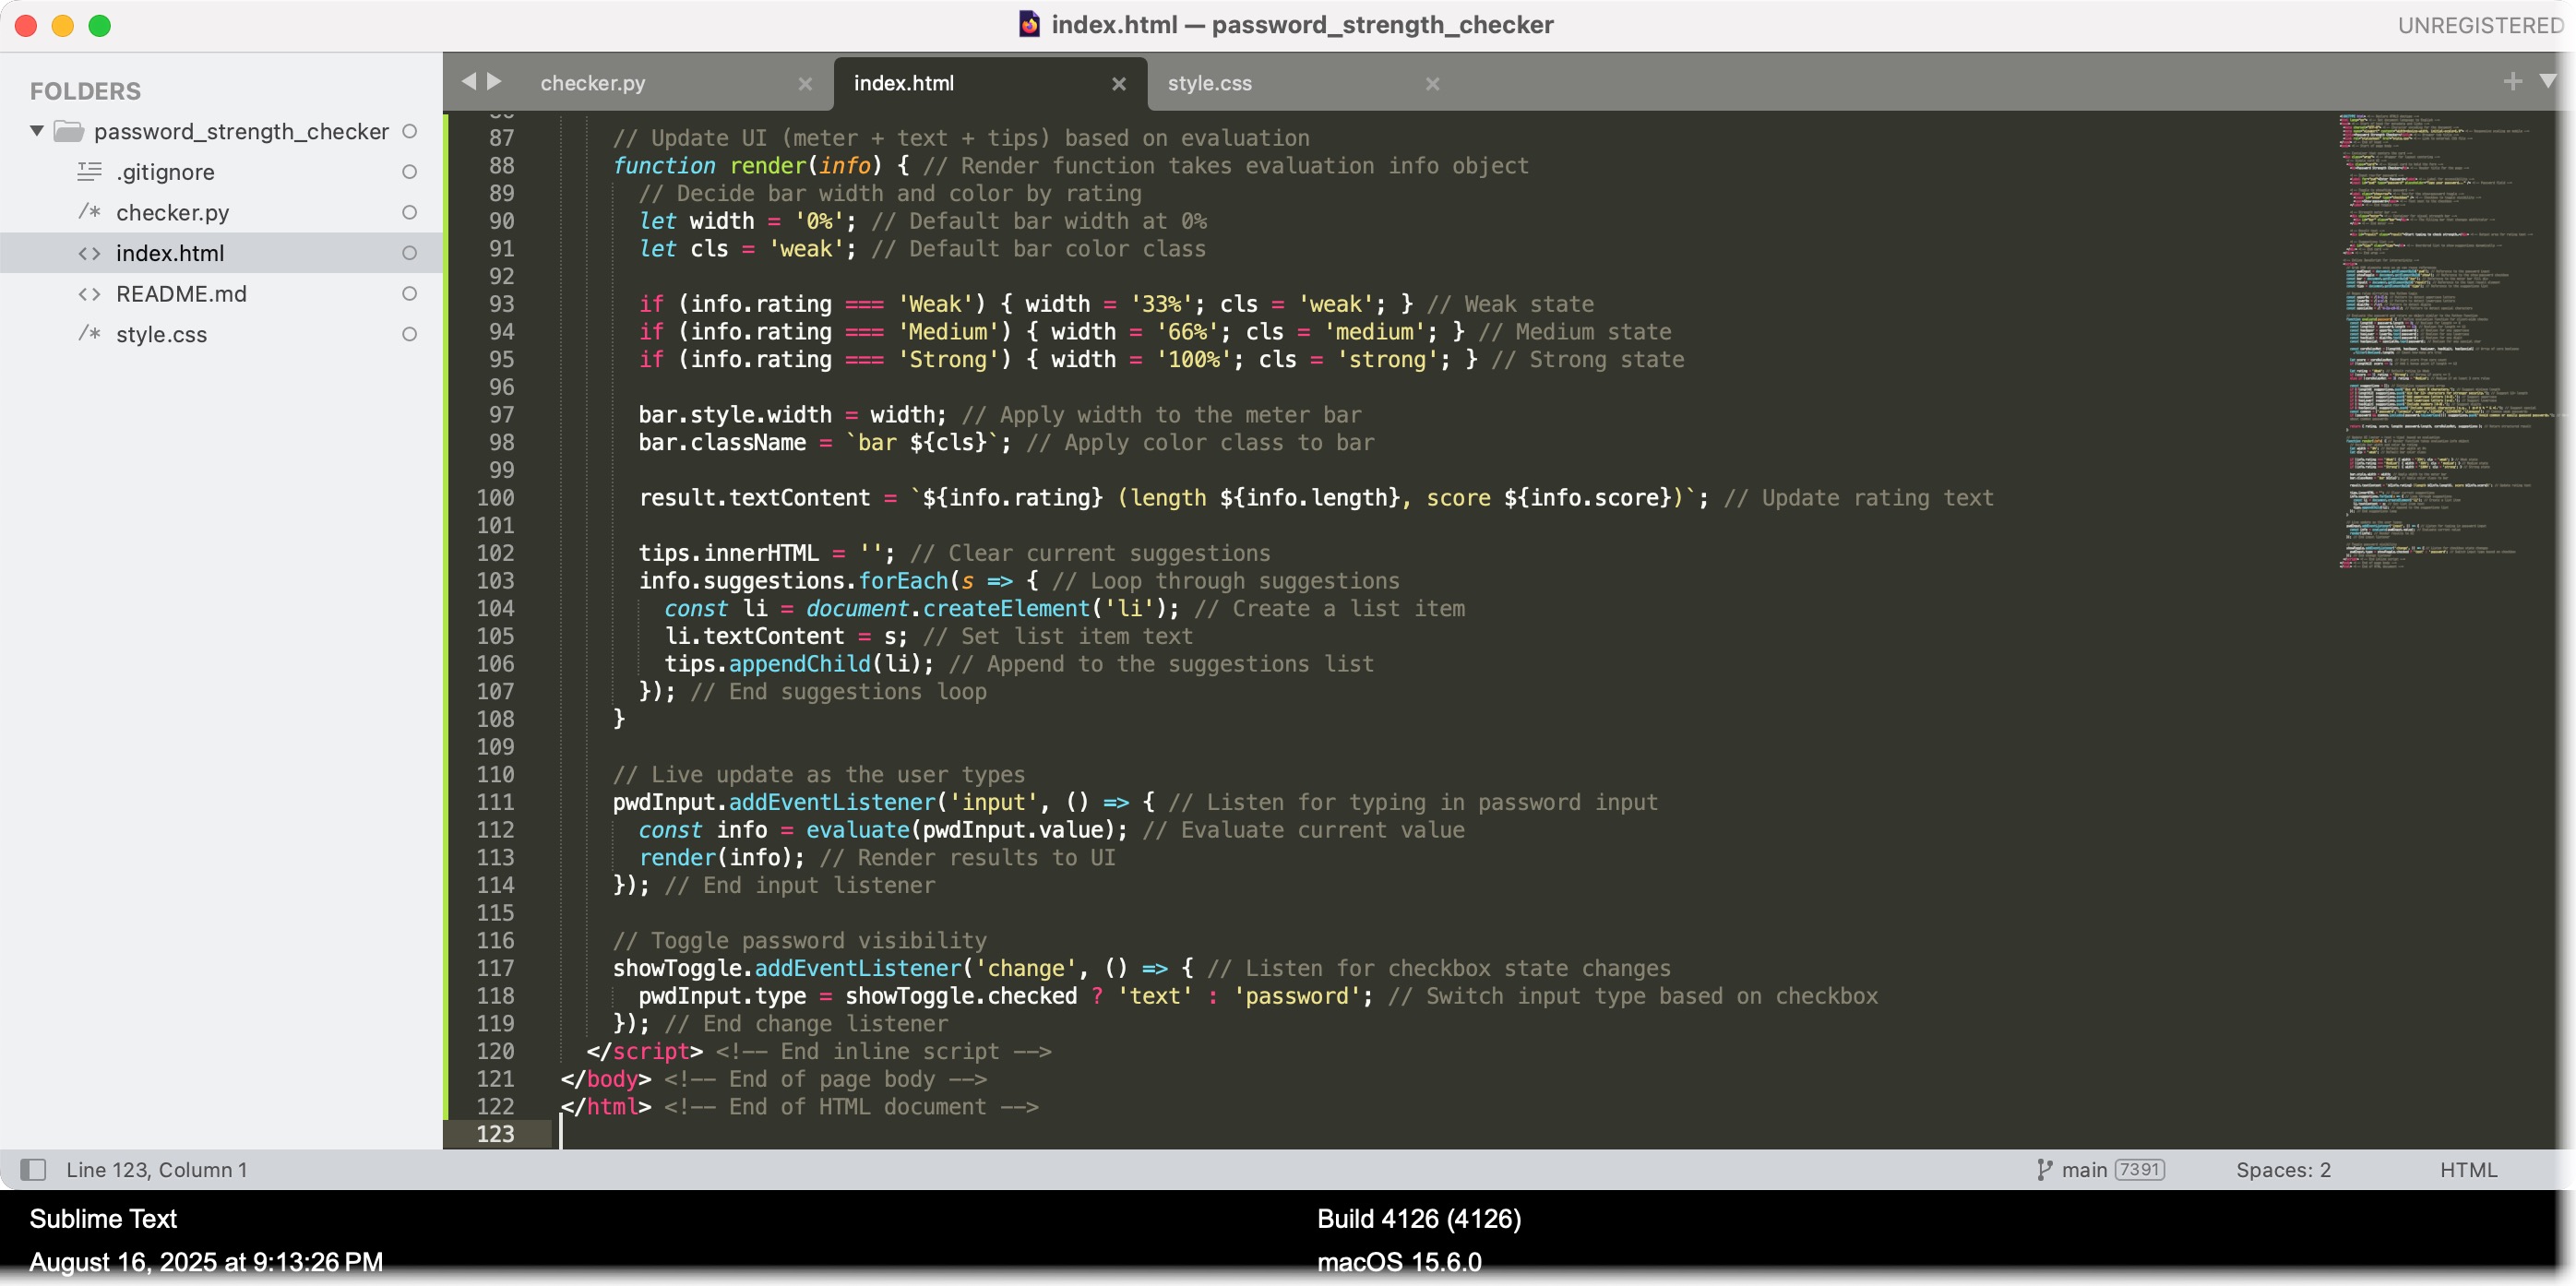 index.html — password_strength_checker
UNREGISTERED
FOLDERS
password_strength_checker
.gitignore
checker.py
index.html
README.md
style.css
checker.py
index.html
style.css
87 // Update UI (meter + text + tips) based on evaluation
88 function render(info) { // Render function takes evaluation info object
89 // Decide bar width and color by rating
90 let width = '0%'; // Default bar width at 0%
91 let cls = 'weak'; // Default bar color class
92
93 if (info.rating === 'Weak') { width = '33%'; cls = 'weak'; } // Weak state
94 if (info.rating === 'Medium') { width = '66%'; cls = 'medium'; } // Medium state
95 if (info.rating === 'Strong') { width = '100%'; cls = 'strong'; } // Strong state
96
97 bar.style.width = width; // Apply width to the meter bar
98 bar.className = `bar ${cls}`; // Apply color class to bar
99
100 result.textContent = `${info.rating} (length ${info.length}, score ${info.score})`; // Update rating text
101
102 tips.innerHTML = ''; // Clear current suggestions
103 info.suggestions.forEach(s => { // Loop through suggestions
104 const li = document.createElement('li'); // Create a list item
105 li.textContent = s; // Set list item text
106 tips.appendChild(li); // Append to the suggestions list
107 }); // End suggestions loop
108 }
109
110 // Live update as the user types
111 pwdInput.addEventListener('input', () => { // Listen for typing in password input
112 const info = evaluate(pwdInput.value); // Evaluate current value
113 render(info); // Render results to UI
114 }); // End input listener
115
116 // Toggle password visibility
117 showToggle.addEventListener('change', () => { // Listen for checkbox state changes
118 pwdInput.type = showToggle.checked ? 'text' : 'password'; // Switch input type based on checkbox
119 }); // End change listener
120 </script> <!-- End inline script -->
121 </body> <!-- End of page body -->
122 </html> <!-- End of HTML document -->
123
Line 123, Column 1
main 7391
Spaces: 2
HTML
Sublime Text
Build 4126 (4126)
August 16, 2025 at 9:13:26 PM
macOS 15.6.0